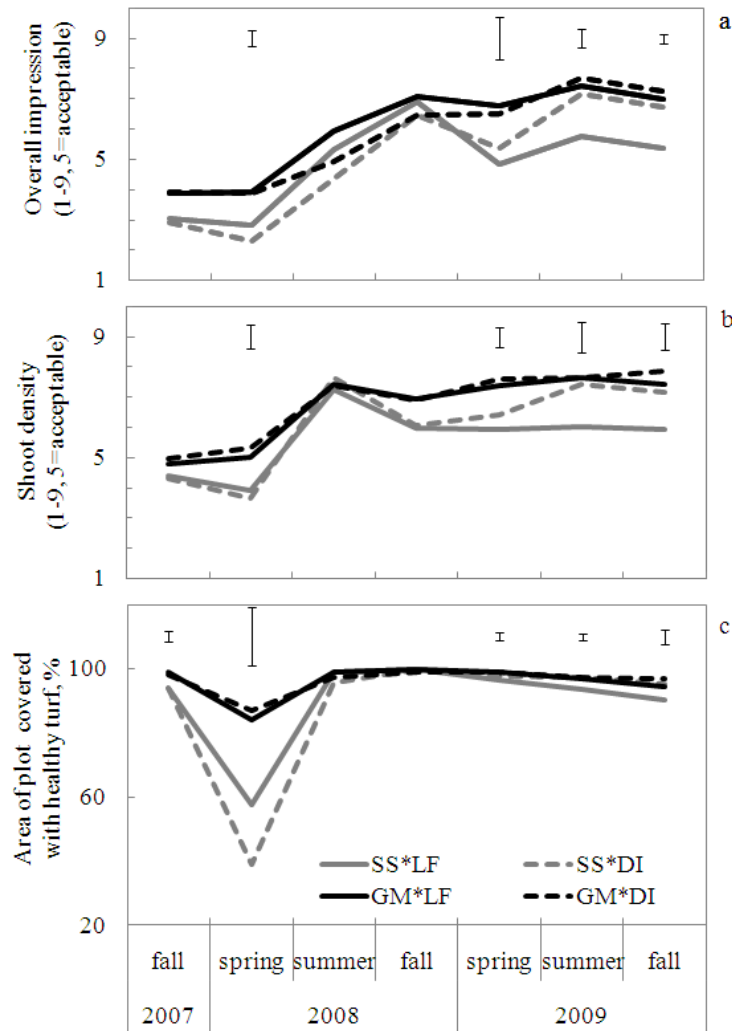 a
Overall impression
(1-9, 5=acceptable)
9
5
1
b
Shoot density
(1-9, 5=acceptable)
9
5
1
c
Area of plot covered
with healthy turf, %
100
60
20
SS*LF SS*DI
GM*LF GM*DI
fall spring summer fall spring summer fall
2007 2008 2009